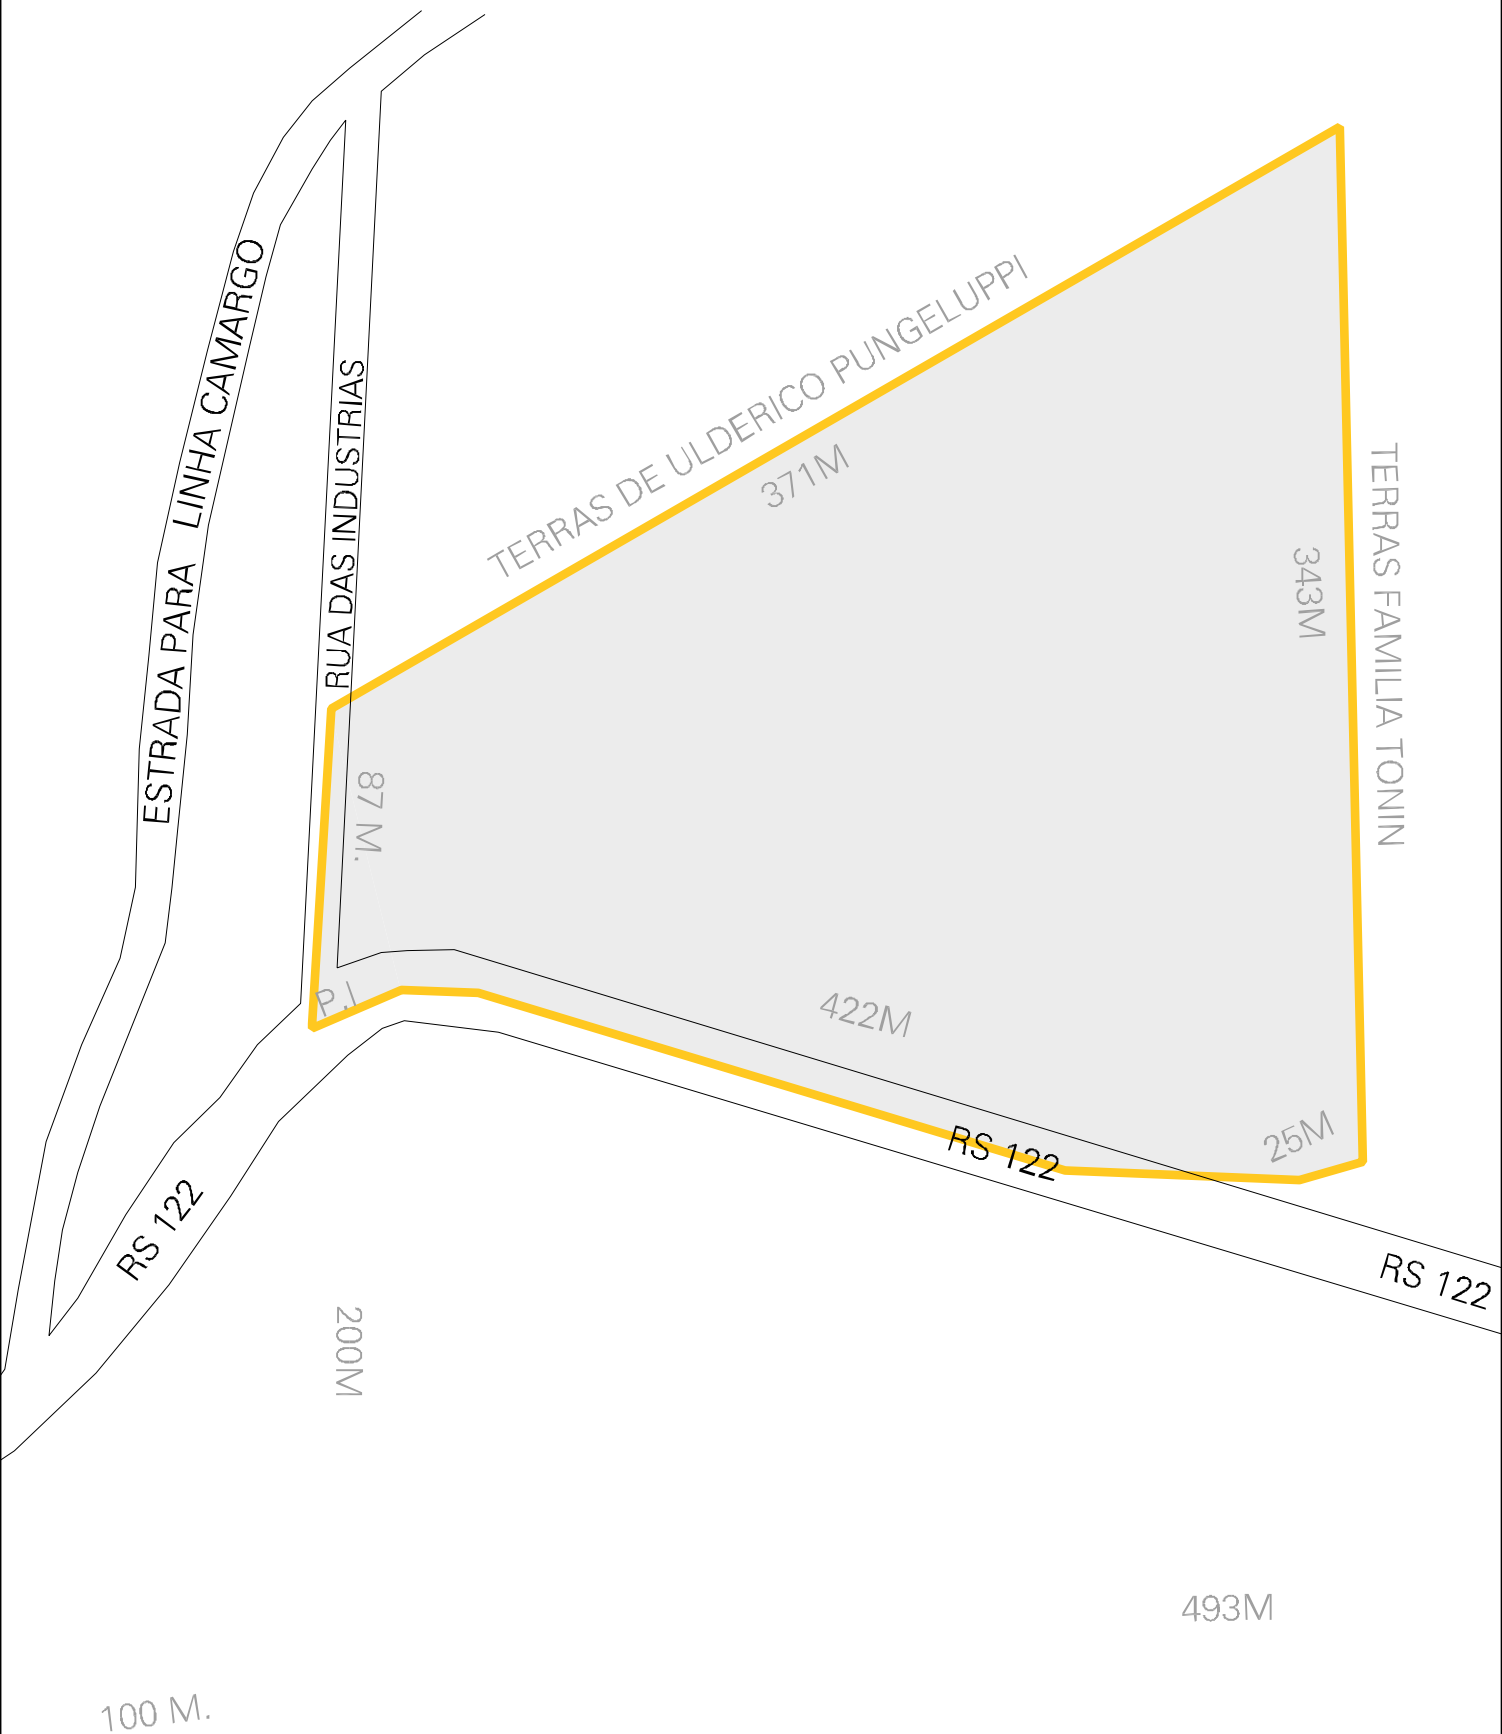 ESTRADA PARA LINHA CAMARGO
RUA DAS INDUSTRIAS
TERRAS DE ULDERICO PUNGELUPPI
371M
343M
TERRAS FAMILIA TONIN
87 M.
P.I
422M
25M
RS 122
RS 122
RS 122
200M
493M
100 M.